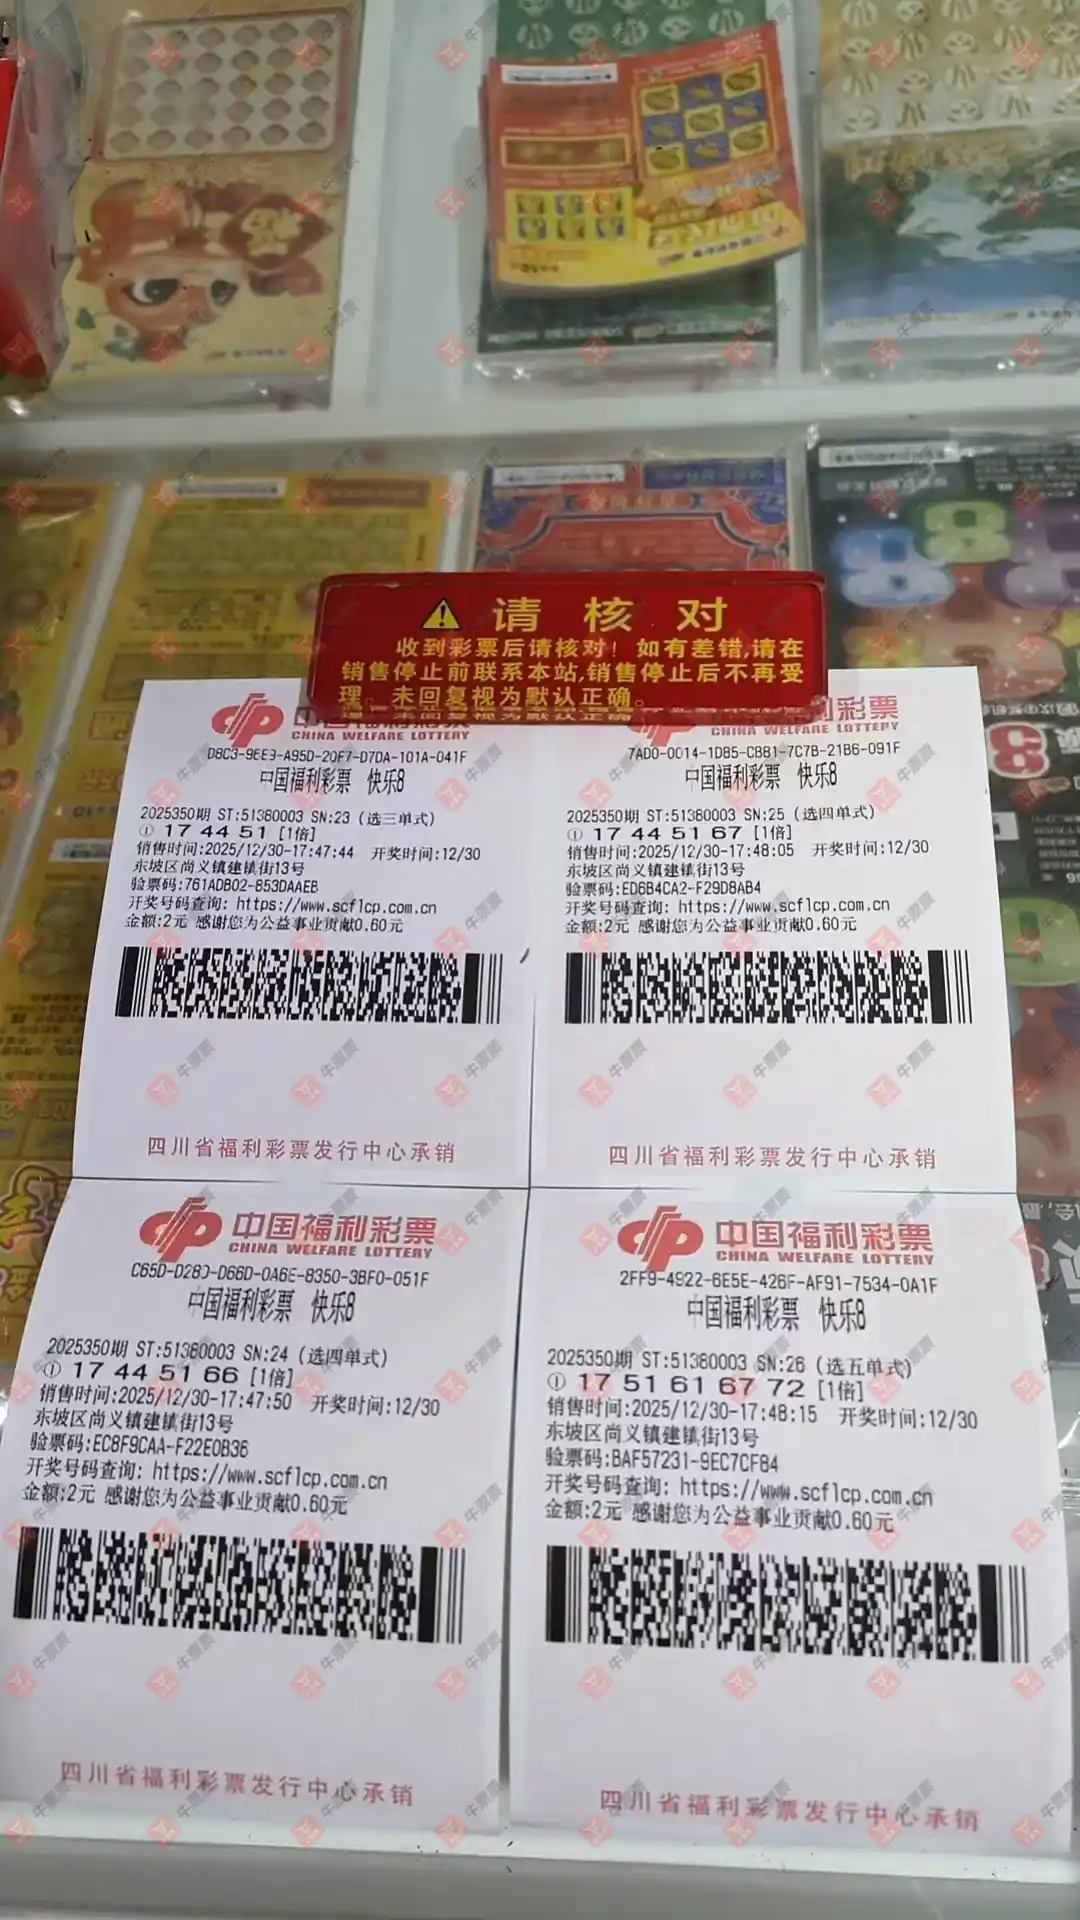 请核对
收到彩票后请核对！如有差错,请在
销售停止前联系本站,销售停止后不再受
理。未回复视为默认正确。
CHINA WELFARE LOTTERY
D8C3-96E3-A95D-20F7-D7DA-101A-041F
中国福利彩票 快乐8
2025350期 ST:51380003 SN:23 (选三单式)
① 17 44 51 [1倍]
销售时间:2025/12/30-17:47:44 开奖时间:12/30
东坡区尚义镇建镇街13号
验票码:761ADB02-853DAAEB
开奖号码查询: https://www.scflcp.com.cn
金额:2元 感谢您为公益事业贡献0.60元
四川省福利彩票发行中心承销
利彩票
CHINA WELFARE LOTTERY
7AD0-0014-1D85-CB81-7C7B-21B6-091F
中国福利彩票 快乐8
2025350期 ST:51380003 SN:25 (选四单式)
① 17 44 51 67 [1倍]
销售时间:2025/12/30-17:48:05 开奖时间:12/30
东坡区尚义镇建镇街13号
验票码:ED6B4CA2-F29D8AB4
开奖号码查询: https://www.scflcp.com.cn
金额:2元 感谢您为公益事业贡献0.60元
四川省福利彩票发行中心承销
中国福利彩票
CHINA WELFARE LOTTERY
C65D-D28D-D66D-0A6E-8350-3BF0-051F
中国福利彩票 快乐8
2025350期 ST:51380003 SN:24 (选四单式)
① 17 44 51 66 [1倍]
销售时间:2025/12/30-17:47:50 开奖时间:12/30
东坡区尚义镇建镇街13号
验票码:EC8F9CAA-F22E0B36
开奖号码查询: https://www.scflcp.com.cn
金额:2元 感谢您为公益事业贡献0.60元
四川省福利彩票发行中心承销
中国福利彩票
CHINA WELFARE LOTTERY
2FF9-4922-6E5E-426F-AF91-7534-0A1F
中国福利彩票 快乐8
2025350期 ST:51380003 SN:26 (选五单式)
① 17 51 61 67 72 [1倍]
销售时间:2025/12/30-17:48:15 开奖时间:12/30
东坡区尚义镇建镇街13号
验票码:BAF57231-9EC7CF84
开奖号码查询: https://www.scflcp.com.cn
金额:2元 感谢您为公益事业贡献0.60元
四川省福利彩票发行中心承销
牛票票